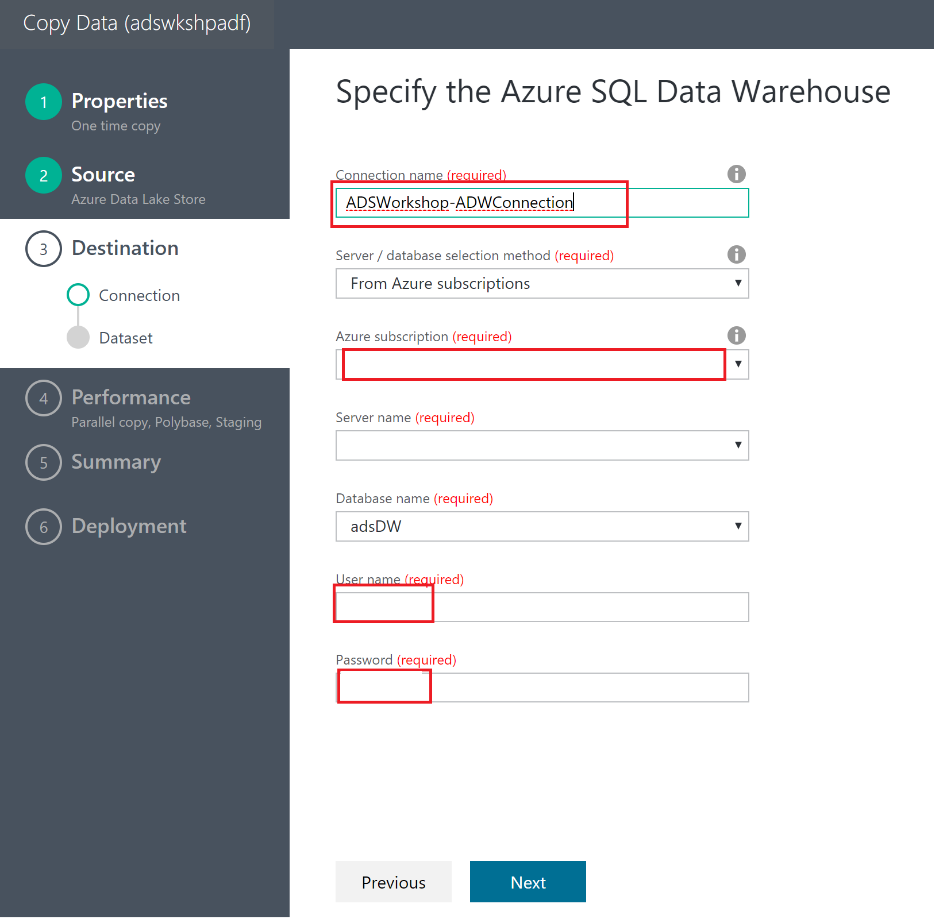 Copy Data (adswkshpadf)
1
Properties
One time copy
2
Source
Azure Data Lake Store
3
Destination
Connection
Dataset
4
Performance
Parallel copy, Polybase, Staging
5
Summary
6
Deployment
Specify the Azure SQL Data Warehouse
Connection name (required)
ADSWorkshop-ADWConnection
Server / database selection method (required)
From Azure subscriptions
Azure subscription (required)
Server name (required)
Database name (required)
adsDW
User name (required)
Password (required)
Previous
Next